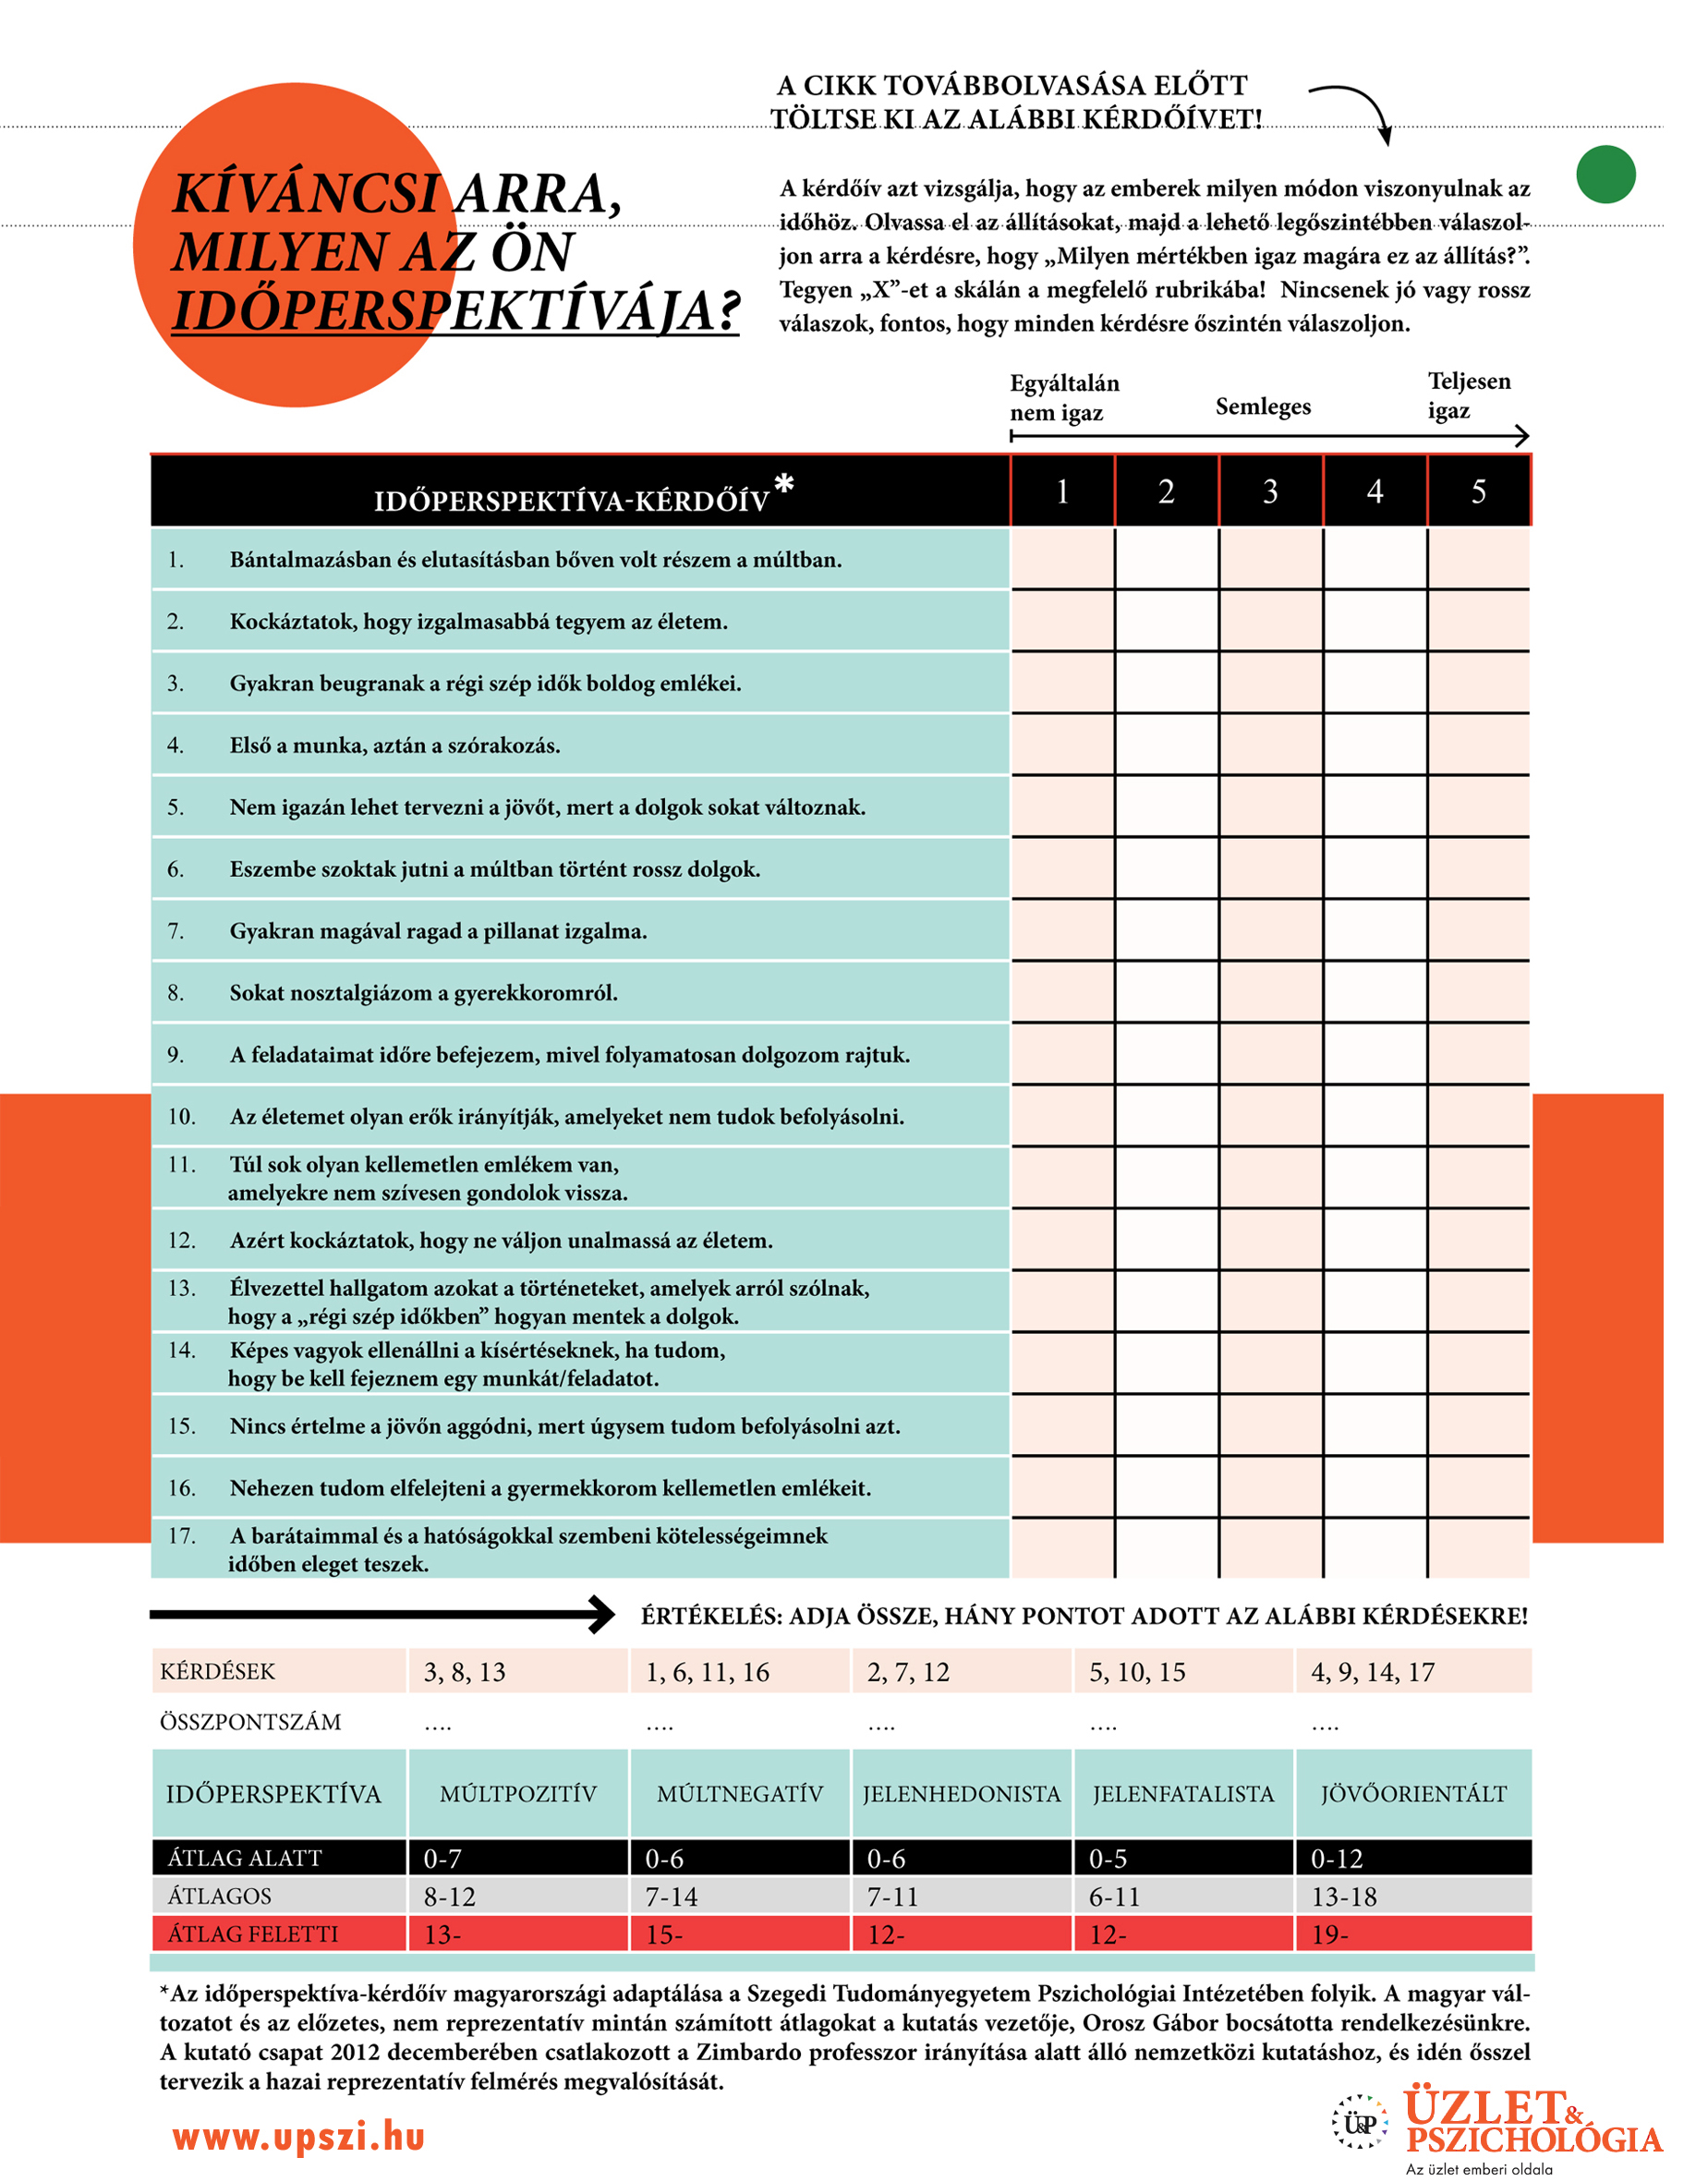 A CIKK TOVÁBBOLVASÁSA ELŐTT
TÖLTSE KI AZ ALÁBBI KÉRDŐÍVET!
KÍVÁNCSI ARRA,
MILYEN AZ ÖN
IDŐPERSPEKTÍVÁJA?
A kérdőív azt vizsgálja, hogy az emberek milyen módon viszonyulnak az
időhöz. Olvassa el az állításokat, majd a lehető legőszintébben válaszol-
jon arra a kérdésre, hogy „Milyen mértékben igaz magára ez az állítás?”.
Tegyen „X”-et a skálán a megfelelő rubrikába! Nincsenek jó vagy rossz
válaszok, fontos, hogy minden kérdésre őszintén válaszoljon.
Egyáltalán
nem igaz
Semleges
Teljesen
igaz
IDŐPERSPEKTÍVA-KÉRDŐÍV* 1 2 3 4 5
1. Bántalmazásban és elutasításban bőven volt részem a múltban.
2. Kockáztatok, hogy izgalmasabbá tegyem az életem.
3. Gyakran beugranak a régi szép idők boldog emlékei.
4. Első a munka, aztán a szórakozás.
5. Nem igazán lehet tervezni a jövőt, mert a dolgok sokat változnak.
6. Eszembe szoktak jutni a múltban történt rossz dolgok.
7. Gyakran magával ragad a pillanat izgalma.
8. Sokat nosztalgiázom a gyerekkoromról.
9. A feladataimat időre befejezem, mivel folyamatosan dolgozom rajtuk.
10. Az életemet olyan erők irányítják, amelyeket nem tudok befolyásolni.
11. Túl sok olyan kellemetlen emlékem van,
amelyekre nem szívesen gondolok vissza.
12. Azért kockáztatok, hogy ne váljon unalmassá az életem.
13. Élvezettel hallgatom azokat a történeteket, amelyek arról szólnak,
hogy a „régi szép időkben” hogyan mentek a dolgok.
14. Képes vagyok ellenállni a kísértéseknek, ha tudom,
hogy be kell fejeznem egy munkát/feladatot.
15. Nincs értelme a jövőn aggódni, mert úgysem tudom befolyásolni azt.
16. Nehezen tudom elfelejteni a gyermekkorom kellemetlen emlékeit.
17. A barátaimmal és a hatóságokkal szembeni kötelességeimnek
időben eleget teszek.
ÉRTÉKELÉS: ADJA ÖSSZE, HÁNY PONTOT ADOTT AZ ALÁBBI KÉRDÉSEKRE!
KÉRDÉSEK 3, 8, 13 1, 6, 11, 16 2, 7, 12 5, 10, 15 4, 9, 14, 17
ÖSSZPONTSZÁM .... .... .... .... ....
IDŐPERSPEKTÍVA MÚLTPOZITÍV MÚLTNEGATÍV JELENHEDONISTA JELENFATALISTA JÖVŐORIENTÁLT
ÁTLAG ALATT 0-7 0-6 0-6 0-5 0-12
ÁTLAGOS 8-12 7-14 7-11 6-11 13-18
ÁTLAG FELETTI 13- 15- 12- 12- 19-
*Az időperspektíva-kérdőív magyarországi adaptálása a Szegedi Tudományegyetem Pszichológiai Intézetében folyik. A magyar vál-
tozatot és az előzetes, nem reprezentatív mintán számított átlagokat a kutatás vezetője, Orosz Gábor bocsátotta rendelkezésünkre.
A kutató csapat 2012 decemberében csatlakozott a Zimbardo professzor irányítása alatt álló nemzetközi kutatáshoz, és idén ősszel
tervezik a hazai reprezentatív felmérés megvalósítását.
www.upszi.hu
Ü&P
ÜZLET&
PSZICHOLÓGIA
Az üzlet emberi oldala